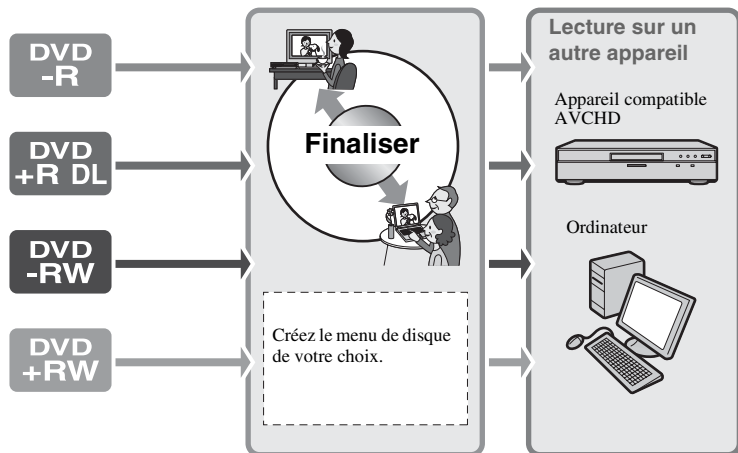 DVD
-R
DVD
+R DL
DVD
-RW
DVD
+RW
Finaliser
Créez le menu de disque
de votre choix.
Lecture sur un
autre appareil
Appareil compatible
AVCHD
Ordinateur